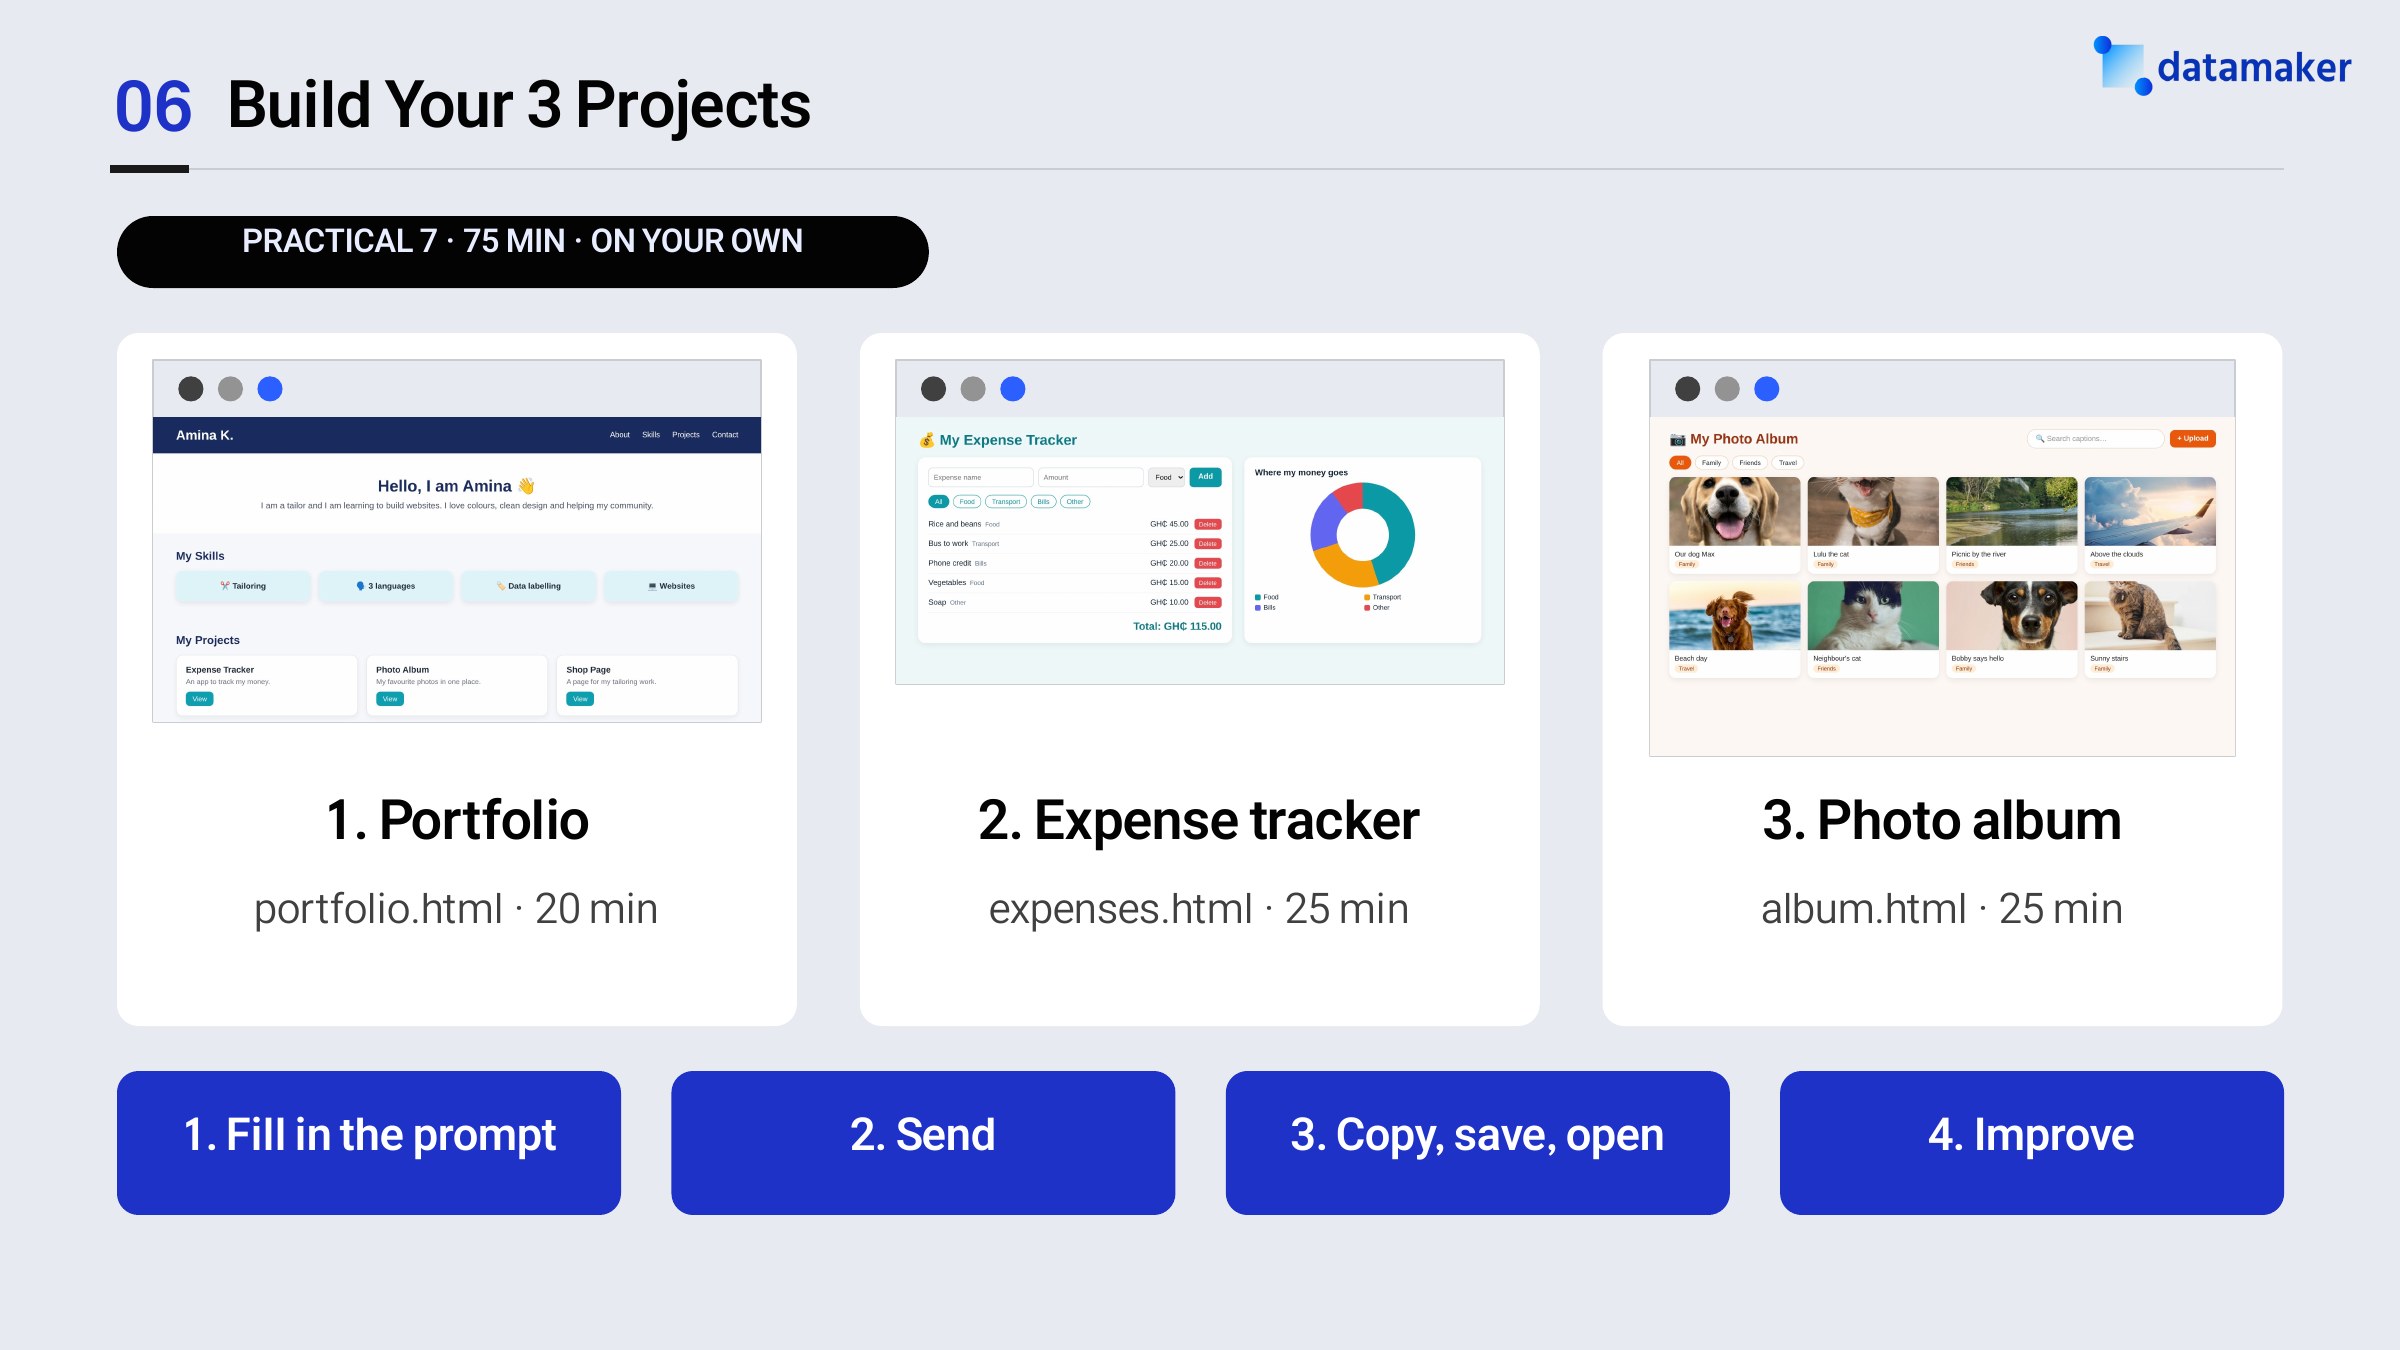 06 Build Your 3 Projects
datamaker
PRACTICAL 7 · 75 MIN · ON YOUR OWN
Amina K.
About Skills Projects Contact
Hello, I am Amina 👋
I am a tailor and I am learning to build websites. I love colours, clean design and helping my community.
My Skills
✂️ Tailoring
🗣️ 3 languages
🏷️ Data labelling
💻 Websites
My Projects
Expense Tracker
An app to track my money.
View
Photo Album
My favourite photos in one place.
View
Shop Page
A page for my tailoring work.
View
1. Portfolio
portfolio.html · 20 min
💰 My Expense Tracker
Expense name
Amount
Food
Add
All Food Transport Bills Other
Rice and beans Food GH₵ 45.00 Delete
Bus to work Transport GH₵ 25.00 Delete
Phone credit Bills GH₵ 20.00 Delete
Vegetables Food GH₵ 15.00 Delete
Soap Other GH₵ 10.00 Delete
Total: GH₵ 115.00
Where my money goes
Food Transport
Bills Other
2. Expense tracker
expenses.html · 25 min
📷 My Photo Album
🔍 Search captions...
+ Upload
All Family Friends Travel
Our dog Max
Family
Lulu the cat
Family
Picnic by the river
Friends
Above the clouds
Travel
Beach day
Travel
Neighbour's cat
Friends
Bobby says hello
Family
Sunny stairs
Family
3. Photo album
album.html · 25 min
1. Fill in the prompt
2. Send
3. Copy, save, open
4. Improve